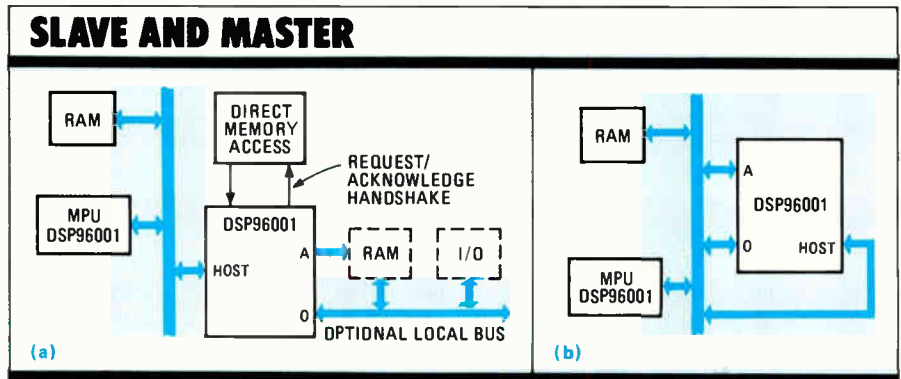 SLAVE AND MASTER
RAM
MPU
DSP96001
DIRECT
MEMORY
ACCESS
REQUEST/
ACKNOWLEDGE
HANDSHAKE
DSP96001
HOST
A
O
RAM
I/O
OPTIONAL LOCAL BUS
(a)
RAM
MPU
DSP96001
A
DSP96001
O
HOST
(b)